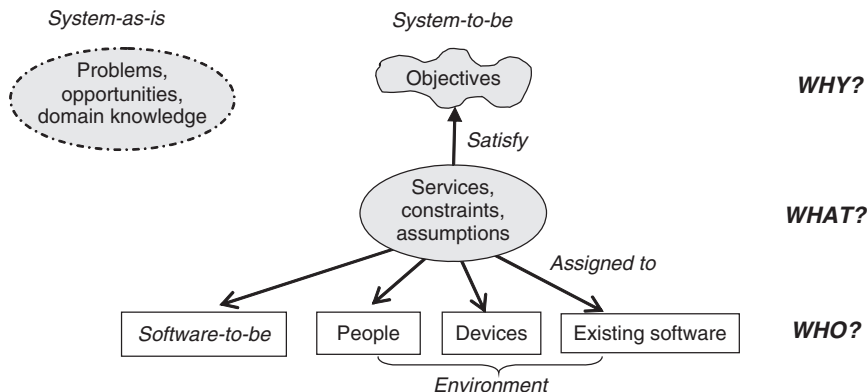 System-as-is
System-to-be
Problems,
opportunities,
domain knowledge
Objectives
WHY?
Satisfy
Services,
constraints,
assumptions
WHAT?
Assigned to
Software-to-be
People
Devices
Existing software
WHO?
Environment